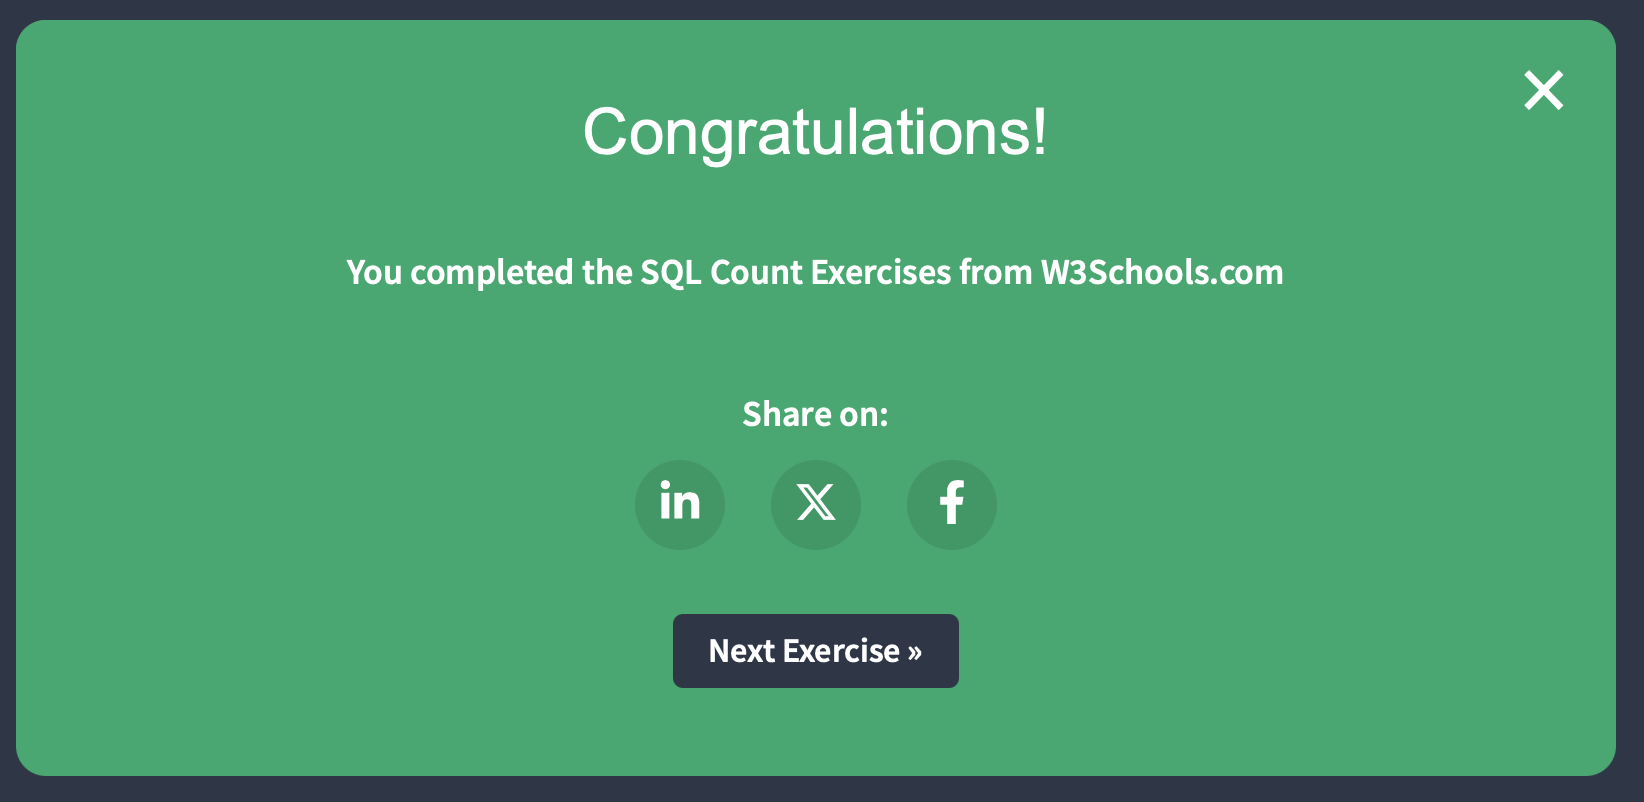 Congratulations!
You completed the SQL Count Exercises from W3Schools.com
Share on:
in X f
Next Exercise »